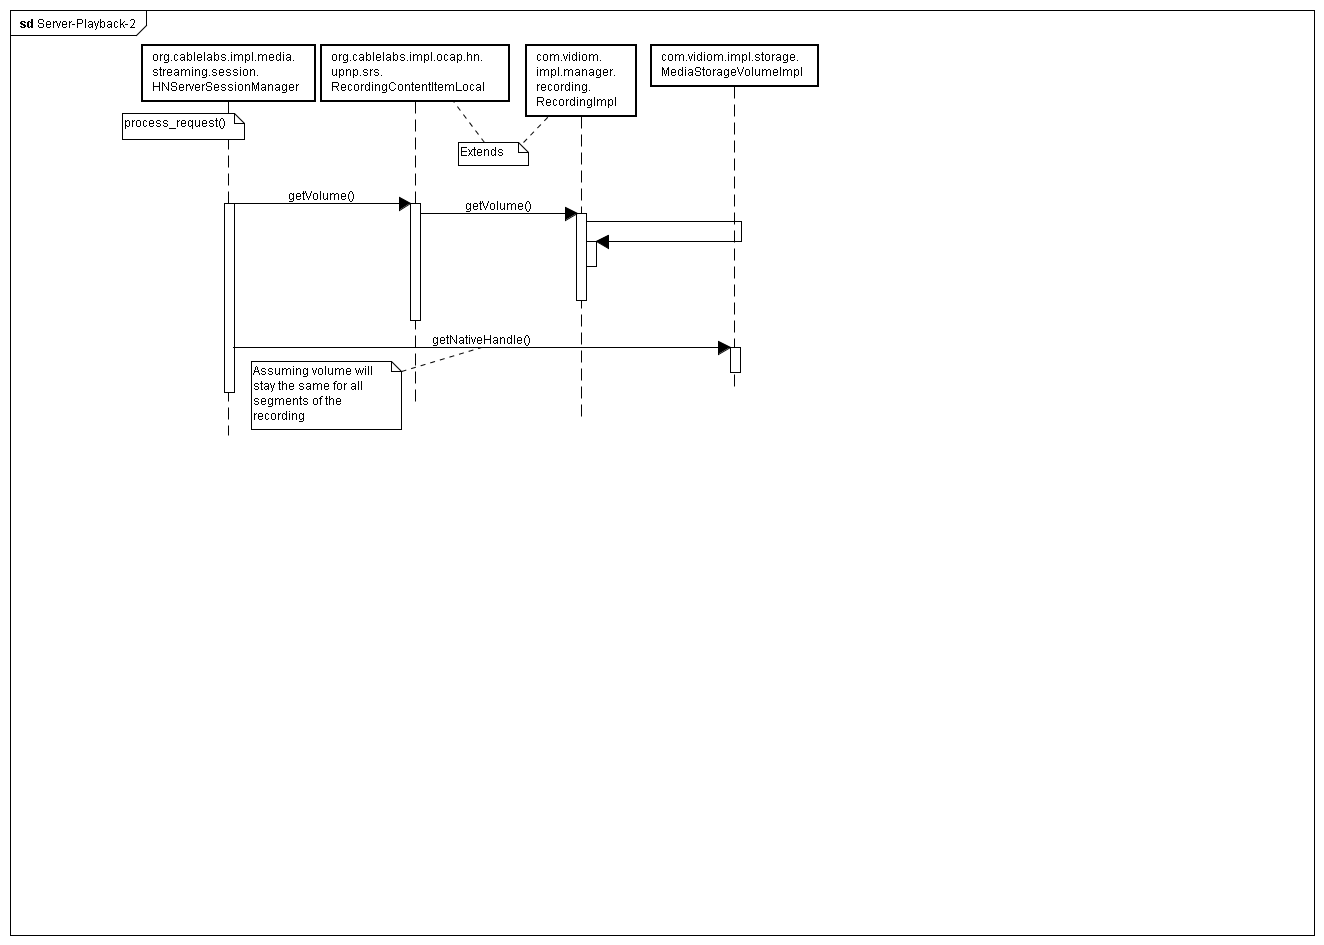 sd Server-Playback-2
org.cablelabs.impl.media.
streaming.session.
HNServerSessionManager
org.cablelabs.impl.ocap.hn.
upnp.srs.
RecordingContentItemLocal
com.vidiom.
impl.manager.
recording.
RecordingImpl
com.vidiom.impl.storage.
MediaStorageVolumeImpl
process_request()
Extends
getVolume()
getVolume()
getNativeHandle()
Assuming volume will
stay the same for all
segments of the
recording